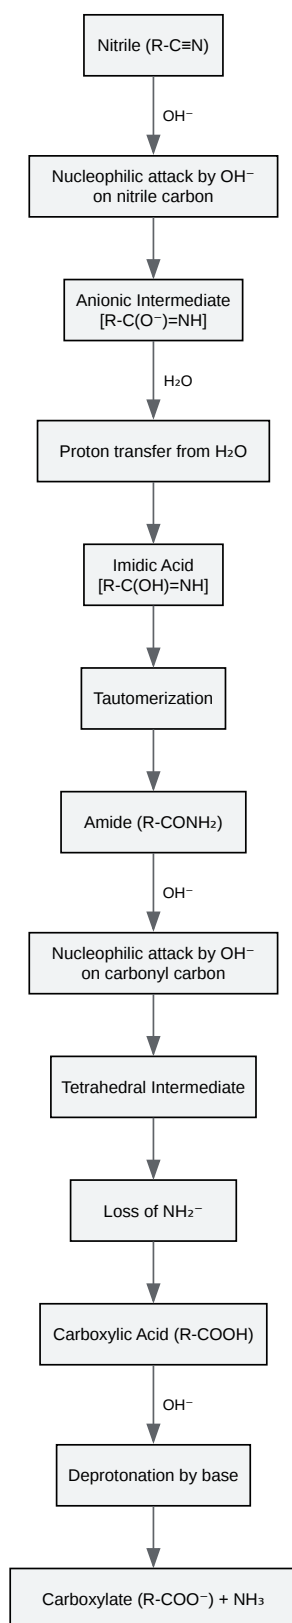 Nitrile (R-C≡N)
OH⁻
Nucleophilic attack by OH⁻
on nitrile carbon
Anionic Intermediate
[R-C(O⁻)=NH]
H₂O
Proton transfer from H₂O
Imidic Acid
[R-C(OH)=NH]
Tautomerization
Amide (R-CONH₂)
OH⁻
Nucleophilic attack by OH⁻
on carbonyl carbon
Tetrahedral Intermediate
Loss of NH₂⁻
Carboxylic Acid (R-COOH)
OH⁻
Deprotonation by base
Carboxylate (R-COO⁻) + NH₃